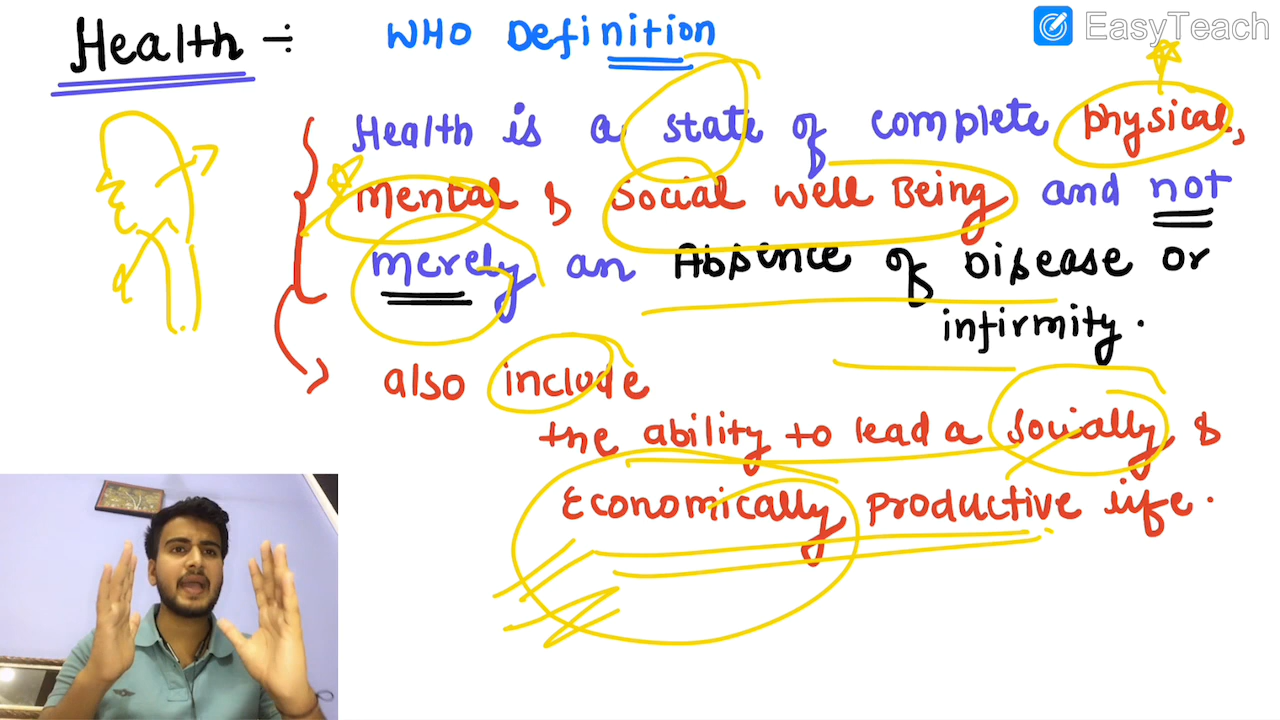 Health ÷ WHO Definition
EasyTeach
Health is a state of complete physical,
mental & Social well Being and not
merely an Absence of Disease or
infirmity.
also include
the ability to lead a socially &
Economically productive life.